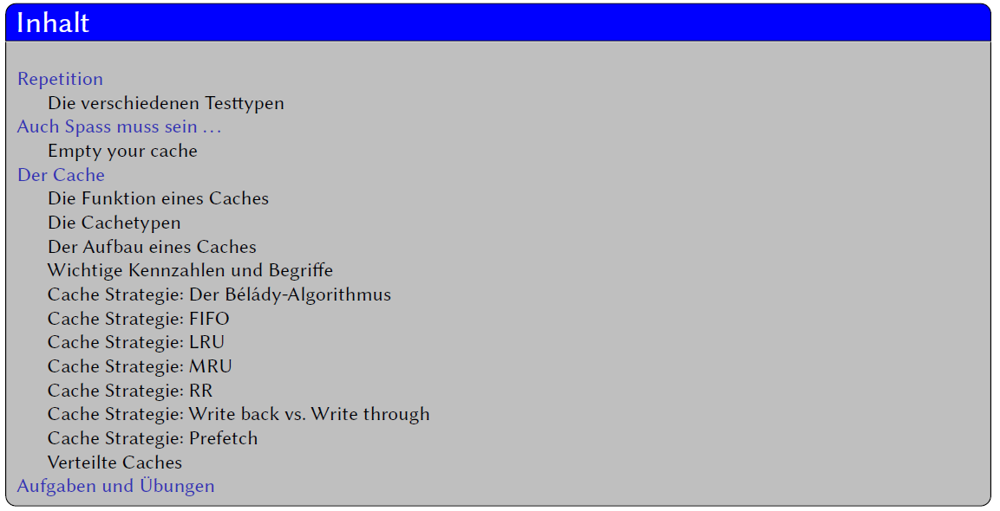 Inhalt
Repetition
Die verschiedenen Testtypen
Auch Spass muss sein ...
Empty your cache
Der Cache
Die Funktion eines Caches
Die Cachetypen
Der Aufbau eines Caches
Wichtige Kennzahlen und Begriffe
Cache Strategie: Der Bélády-Algorithmus
Cache Strategie: FIFO
Cache Strategie: LRU
Cache Strategie: MRU
Cache Strategie: RR
Cache Strategie: Write back vs. Write through
Cache Strategie: Prefetch
Verteilte Caches
Aufgaben und Übungen